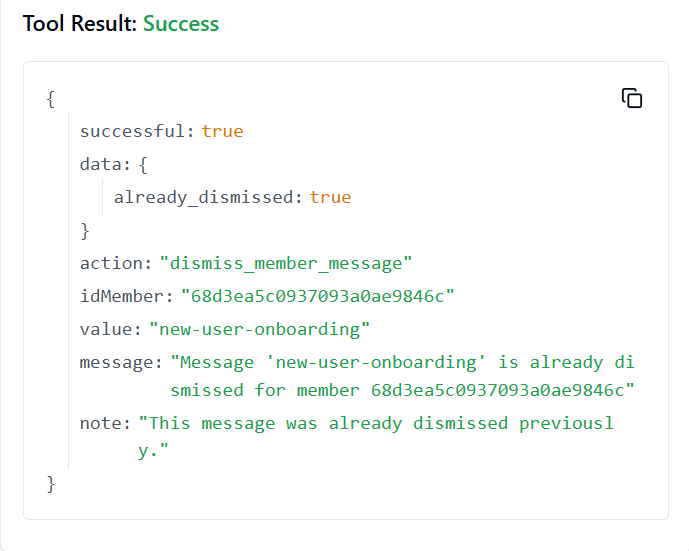 Tool Result: Success
{
successful: true
data: {
already_dismissed: true
}
action: "dismiss_member_message"
idMember: "68d3ea5c0937093a0ae9846c"
value: "new-user-onboarding"
message: "Message 'new-user-onboarding' is already di
smissed for member 68d3ea5c0937093a0ae9846c"
note: "This message was already dismissed previousl
y."
}